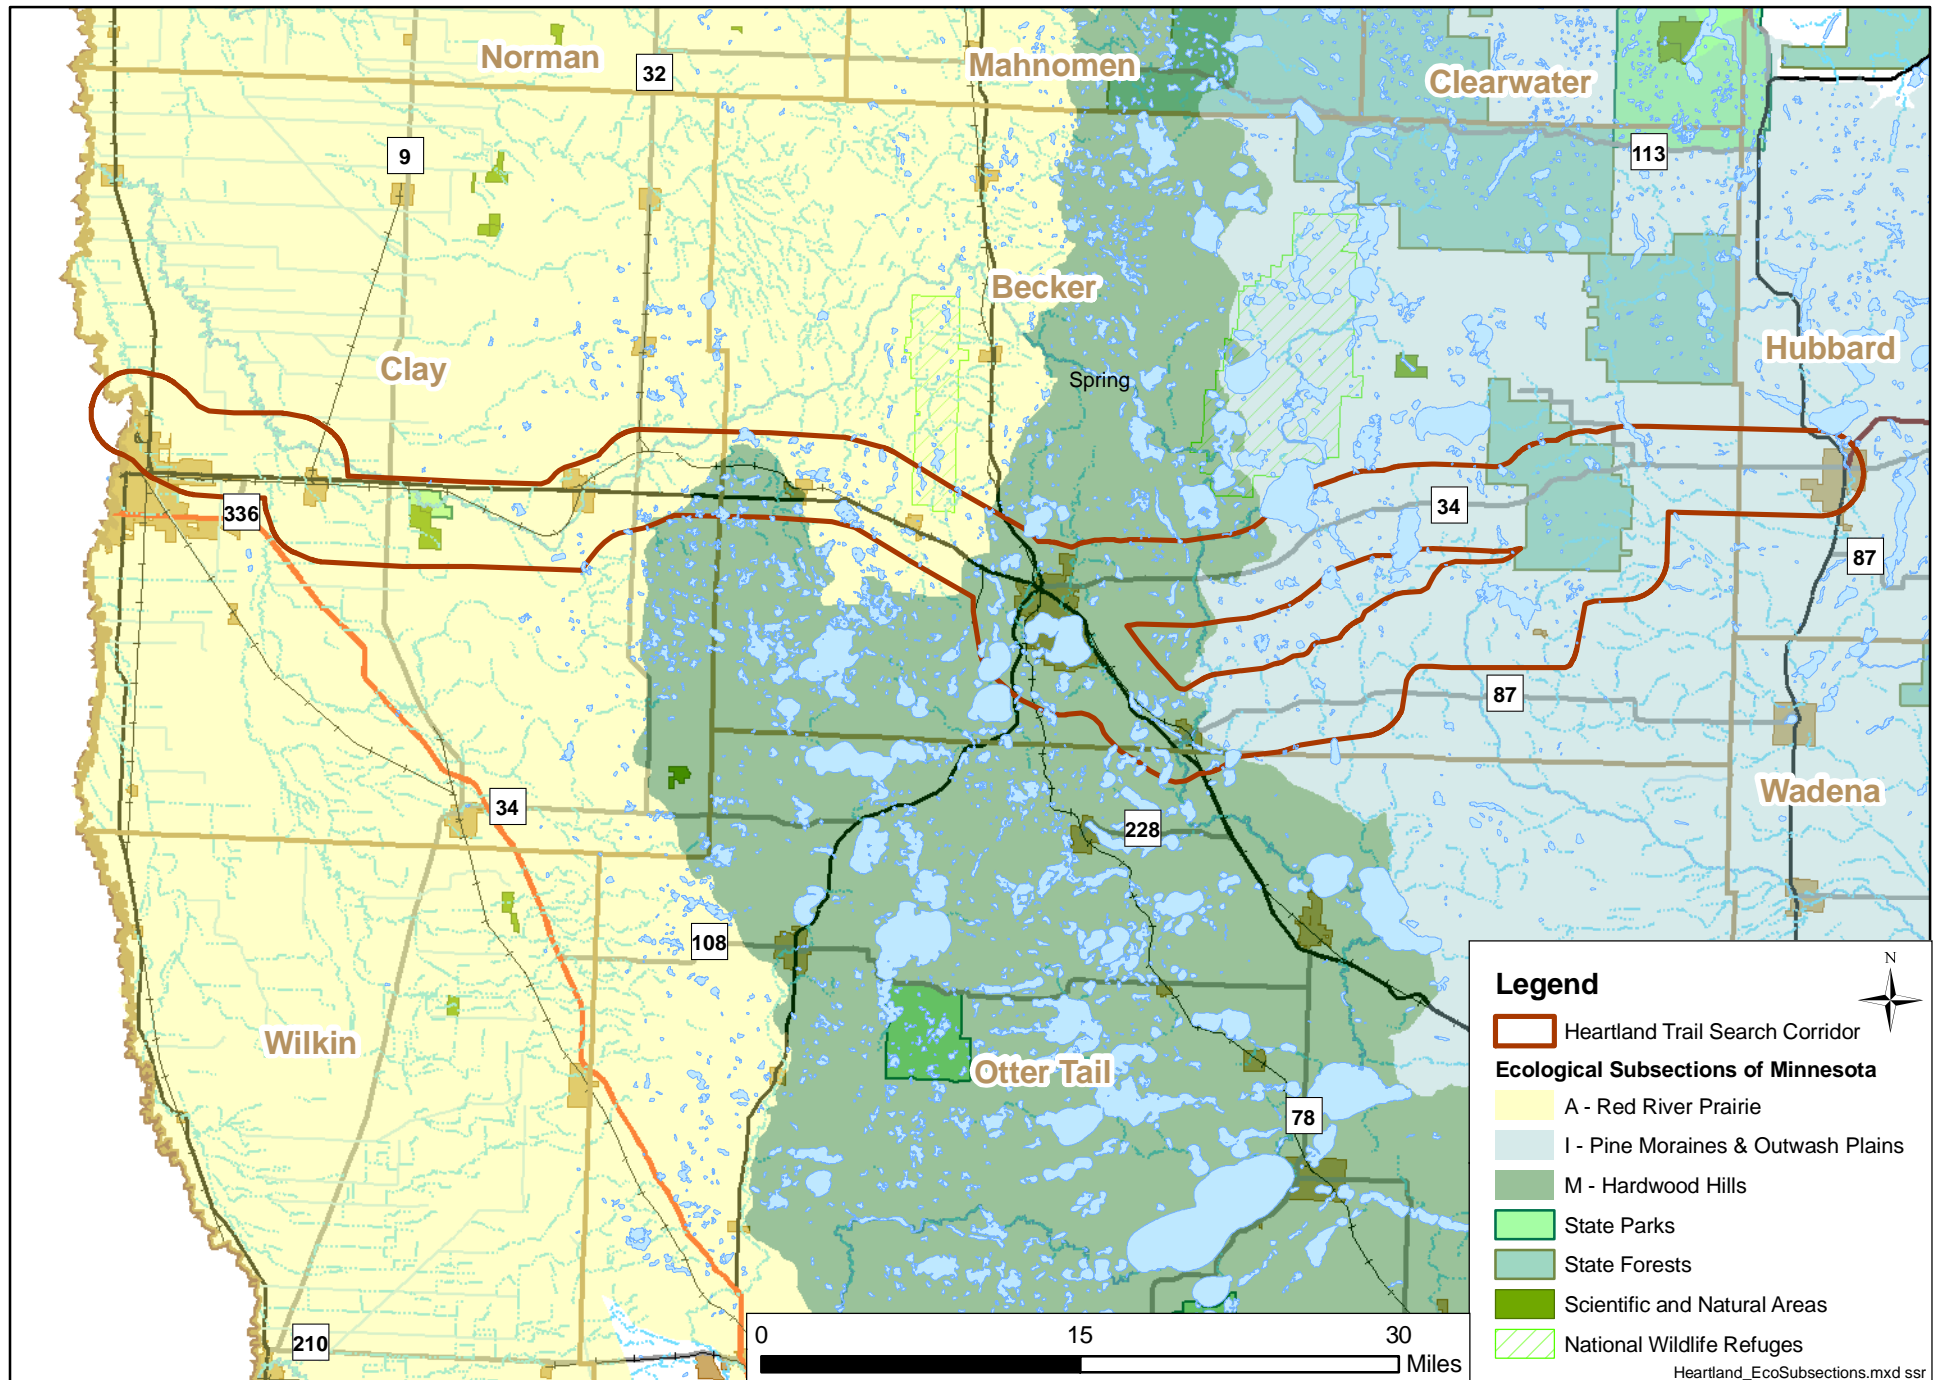 Norman
32
Mahnomen
Clearwater
9
113
Becker
Hubbard
Clay
Spring
336
34
87
87
Wadena
34
228
108
Wilkin
Otter Tail
78
210
0
15
30
Miles
Legend
N
Heartland Trail Search Corridor
Ecological Subsections of Minnesota
A - Red River Prairie
I - Pine Moraines & Outwash Plains
M - Hardwood Hills
State Parks
State Forests
Scientific and Natural Areas
National Wildlife Refuges
Heartland_EcoSubsections.mxd ssr